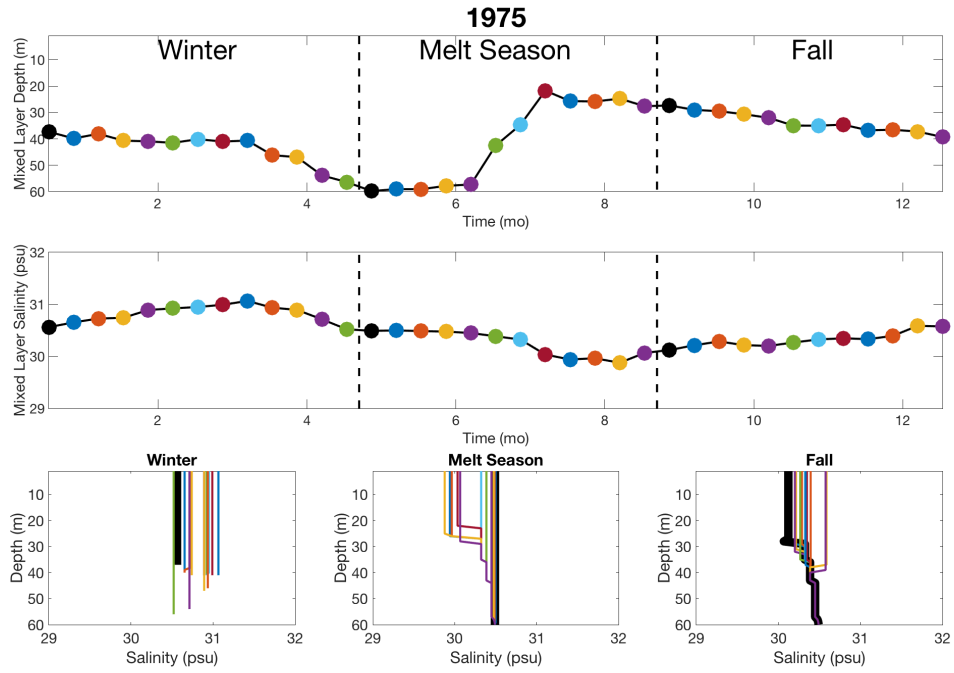 1975
Winter Melt Season Fall
Mixed Layer Depth (m)
10
20
30
40
50
60
2 4 6 8 10 12
Time (mo)
Mixed Layer Salinity (psu)
32
31
30
29
2 4 6 8 10 12
Time (mo)
Winter
Depth (m)
10
20
30
40
50
60
29 30 31 32
Salinity (psu)
Melt Season
Depth (m)
10
20
30
40
50
60
29 30 31 32
Salinity (psu)
Fall
Depth (m)
10
20
30
40
50
60
29 30 31 32
Salinity (psu)